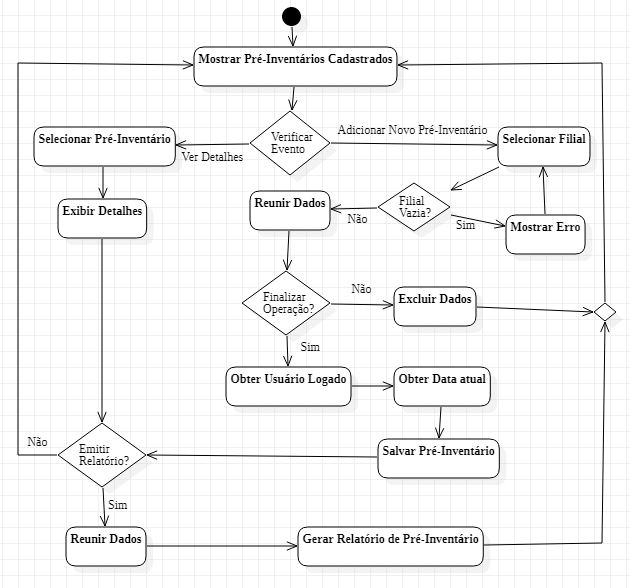 Mostrar Pré-Inventários Cadastrados
Adicionar Novo Pré-Inventário
Verificar
Evento
Selecionar Pré-Inventário
Selecionar Filial
Ver Detalhes
Exibir Detalhes
Reunir Dados
Filial
Vazia?
Não
Sim
Mostrar Erro
Finalizar
Operação?
Não
Excluir Dados
Sim
Obter Usuário Logado
Obter Data atual
Não
Emitir
Relatório?
Salvar Pré-Inventário
Sim
Reunir Dados
Gerar Relatório de Pré-Inventário